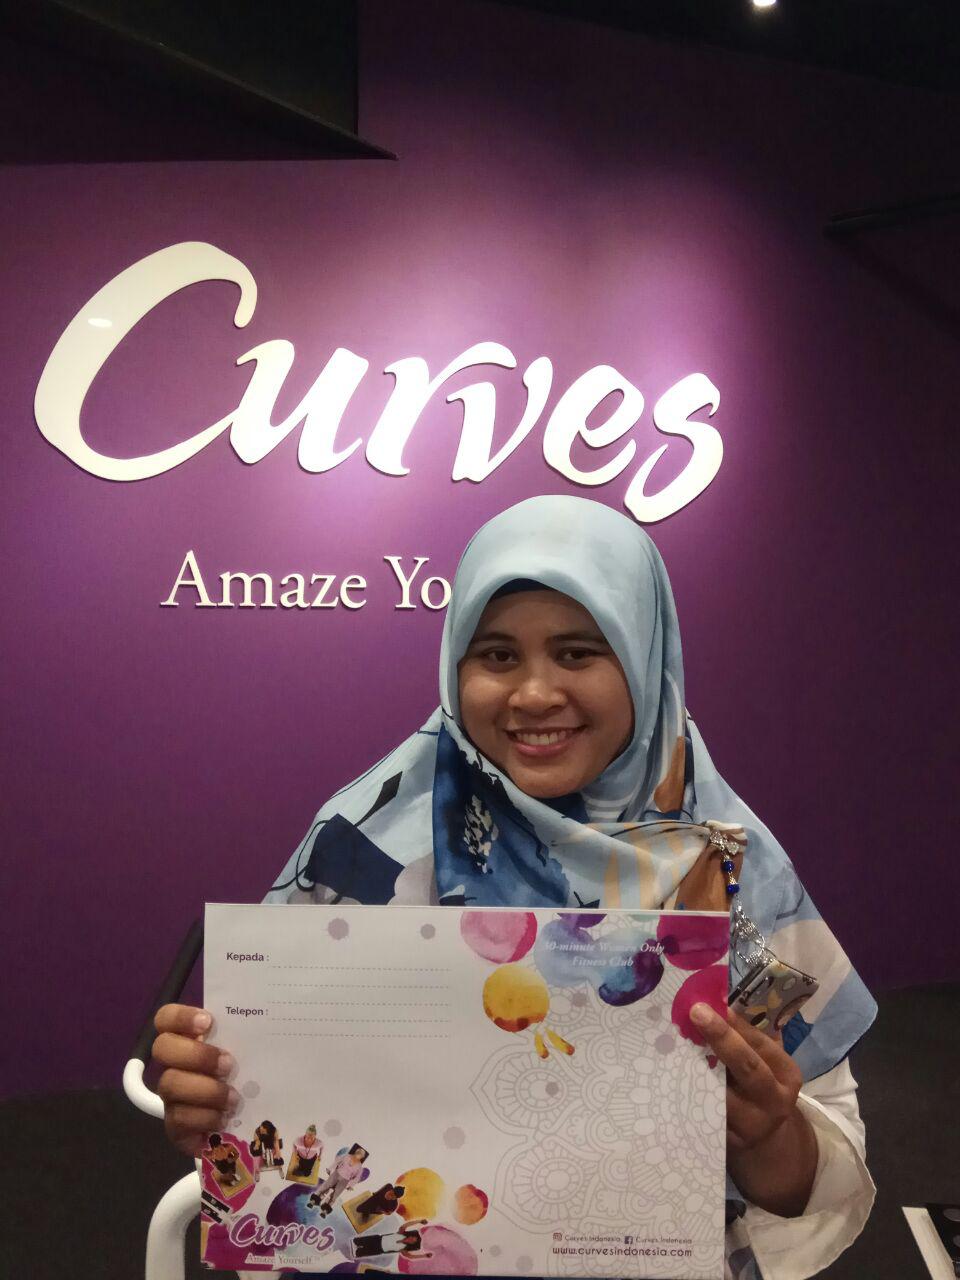 Curves
Amaze Yo
30-minute Women Only
Fitness Club
Kepada :
Telepon :
Curves
Amaze Yourself
Curves Indonesia Curves Indonesia
www.curvesindonesia.com